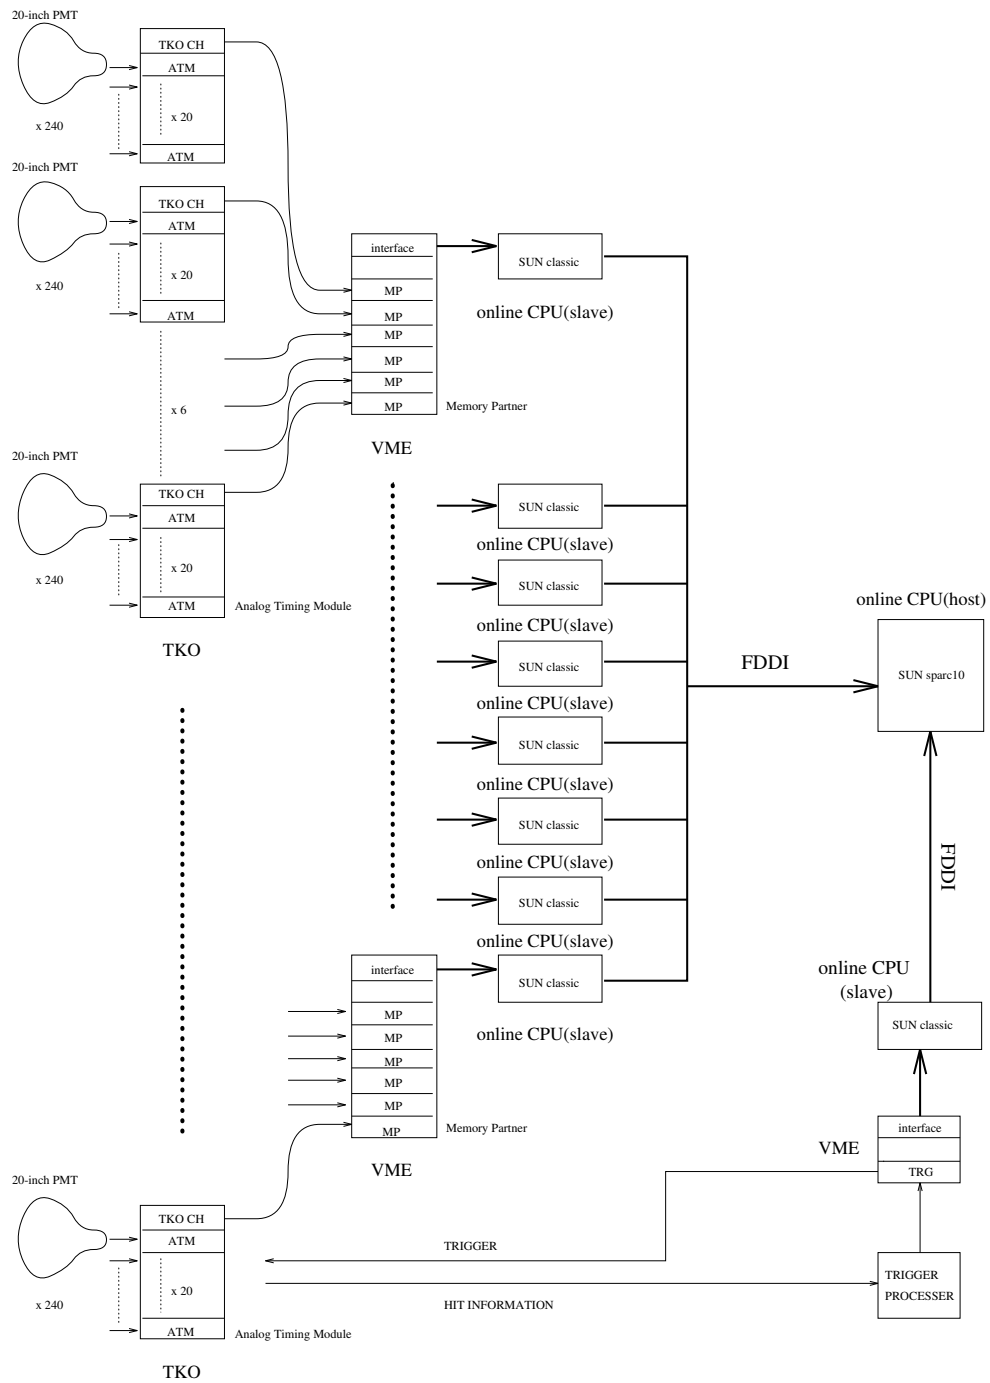 20-inch PMT
TKO CH
ATM
x 20
x 240
ATM
20-inch PMT
TKO CH
ATM
x 20
x 240
ATM
interface
MP
MP
MP
MP
MP
MP
Memory Partner
VME
SUN classic
online CPU(slave)
x 6
20-inch PMT
TKO CH
ATM
x 20
x 240
ATM
Analog Timing Module
TKO
SUN classic
online CPU(slave)
SUN classic
online CPU(slave)
SUN classic
online CPU(slave)
SUN classic
online CPU(slave)
SUN classic
online CPU(slave)
SUN classic
online CPU(slave)
FDDI
online CPU(host)
SUN sparc10
FDDI
interface
MP
MP
MP
MP
MP
MP
Memory Partner
VME
SUN classic
online CPU(slave)
online CPU
(slave)
SUN classic
interface
VME
TRG
20-inch PMT
TKO CH
ATM
x 20
x 240
ATM
Analog Timing Module
TKO
TRIGGER
HIT INFORMATION
TRIGGER
PROCESSER